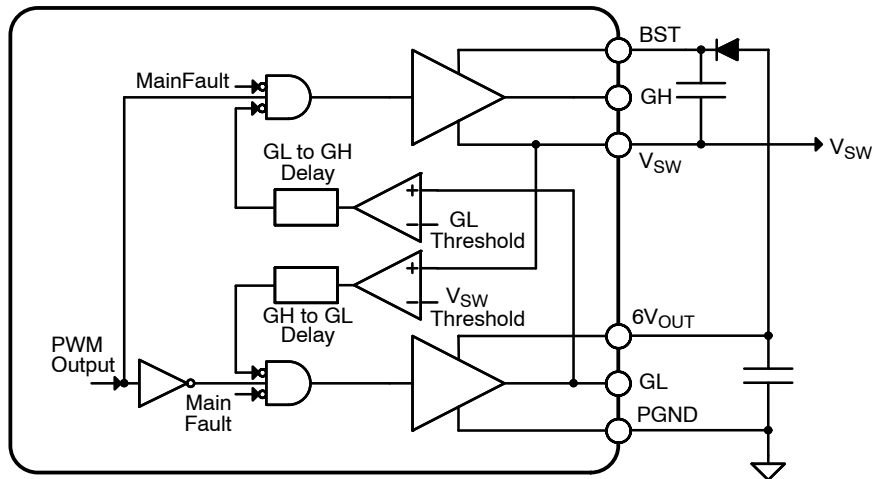 BST
MainFault
GH
GL to GH
Delay
VSW
VSW
+
−
GL
Threshold
+
−
VSW
Threshold
GH to GL
Delay
6VOUT
PWM
Output
GL
Main
Fault
PGND